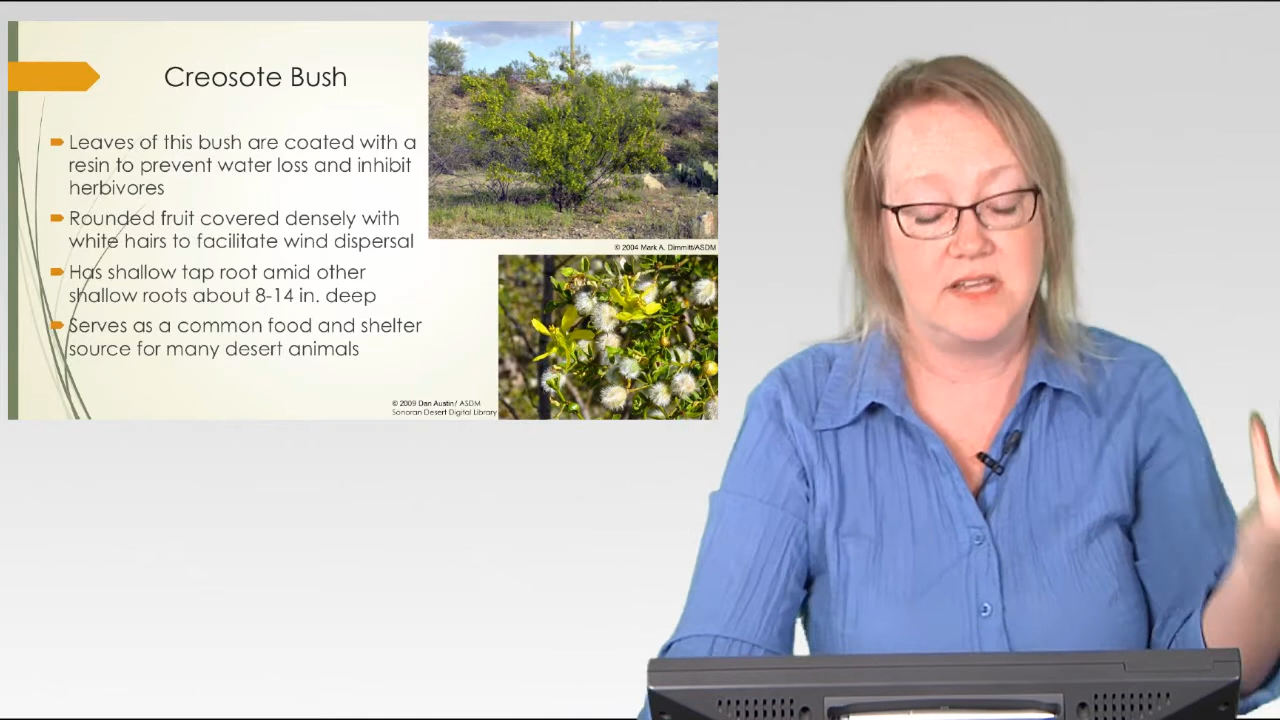 Creosote Bush
Leaves of this bush are coated with a
resin to prevent water loss and inhibit
herbivores
Rounded fruit covered densely with
white hairs to facilitate wind dispersal
Has shallow tap root amid other
shallow roots about 8-14 in. deep
Serves as a common food and shelter
source for many desert animals
© 2004 Mark A. Dimmitt/ASDM
© 2009 Dan Austin/ ASDM
Sonoran Desert Digital Library